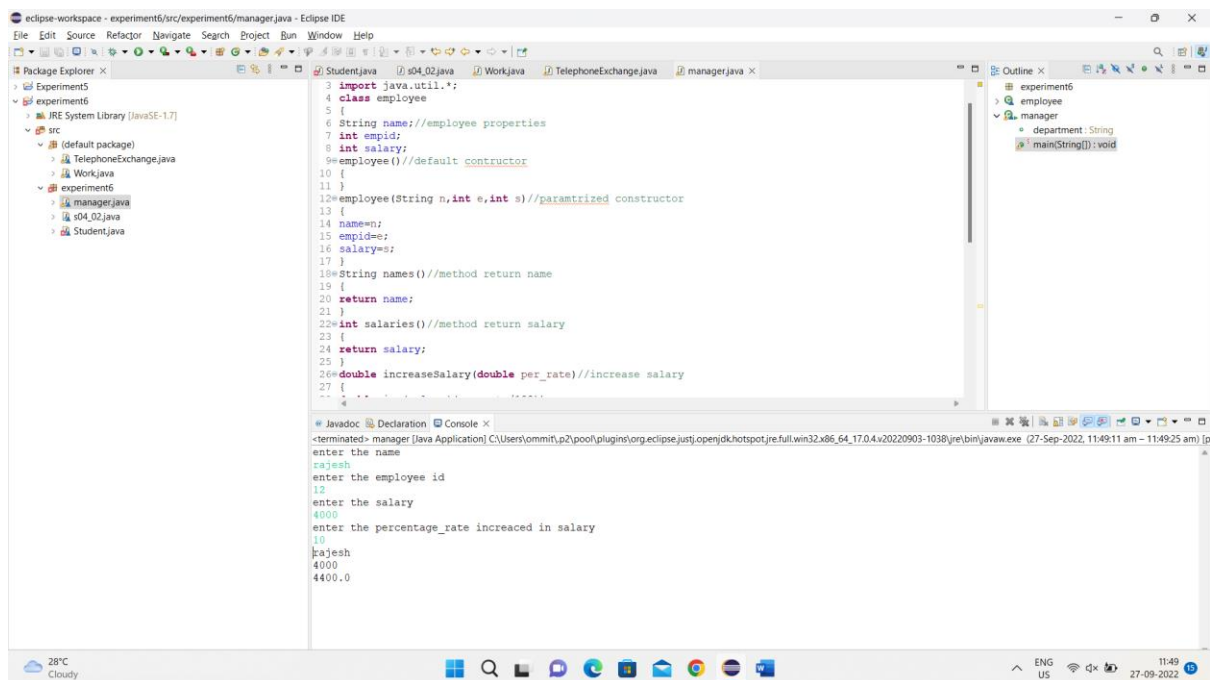 eclipse-workspace - experiment6/src/experiment6/manager.java - Eclipse IDE
File Edit Source Refactor Navigate Search Project Run Window Help
Package Explorer
Experiment5
experiment6
JRE System Library [JavaSE-1.7]
src
(default package)
TelephoneExchange.java
Work.java
experiment6
manager.java
s04_02.java
Student.java
Student.java s04_02.java Work.java TelephoneExchange.java manager.java
3 import java.util.*;
4 class employee
5 {
6 String name;//employee properties
7 int empid;
8 int salary;
9 employee()//default contructor
10 {
11 }
12 employee(String n,int e,int s)//paramtrized constructor
13 {
14 name=n;
15 empid=e;
16 salary=s;
17 }
18 String names()//method return name
19 {
20 return name;
21 }
22 int salaries()//method return salary
23 {
24 return salary;
25 }
26 double increaseSalary(double per_rate)//increase salary
27 {
Outline
experiment6
employee
manager
department : String
main(String[]) : void
Javadoc Declaration Console
<terminated> manager [Java Application] C:\Users\ommit\.p2\pool\plugins\org.eclipse.justj.openjdk.hotspot.jre.full.win32.x86_64_17.0.4.v20220903-1038\jre\bin\javaw.exe (27-Sep-2022, 11:49:11 am – 11:49:25 am) [p
enter the name
rajesh
enter the employee id
12
enter the salary
4000
enter the percentage_rate increaced in salary
10
rajesh
4000
4400.0
28°C
Cloudy
ENG
US
11:49
27-09-2022
15